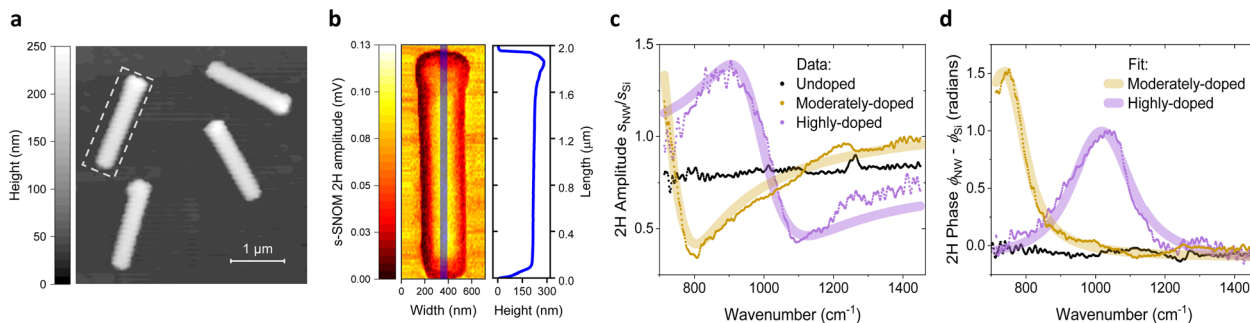 a
250
200
150
100
50
0
Height (nm)
1 µm
b
0.13
0.11
0.08
0.06
0.03
0.00
s-SNOM 2H amplitude (mV)
0 200 400 600
Width (nm)
2.0
1.6
1.2
0.8
0.4
0.0
Length (µm)
0 150 300
Height (nm)
c
1.5
1.0
0.5
2H Amplitude sNW/sSi
Data:
Undoped
Moderately-doped
Highly-doped
800 1000 1200 1400
Wavenumber (cm⁻¹)
d
1.5
1.0
0.5
0.0
2H Phase ϕNW - ϕSi (radians)
Fit:
Moderately-doped
Highly-doped
800 1000 1200 1400
Wavenumber (cm⁻¹)